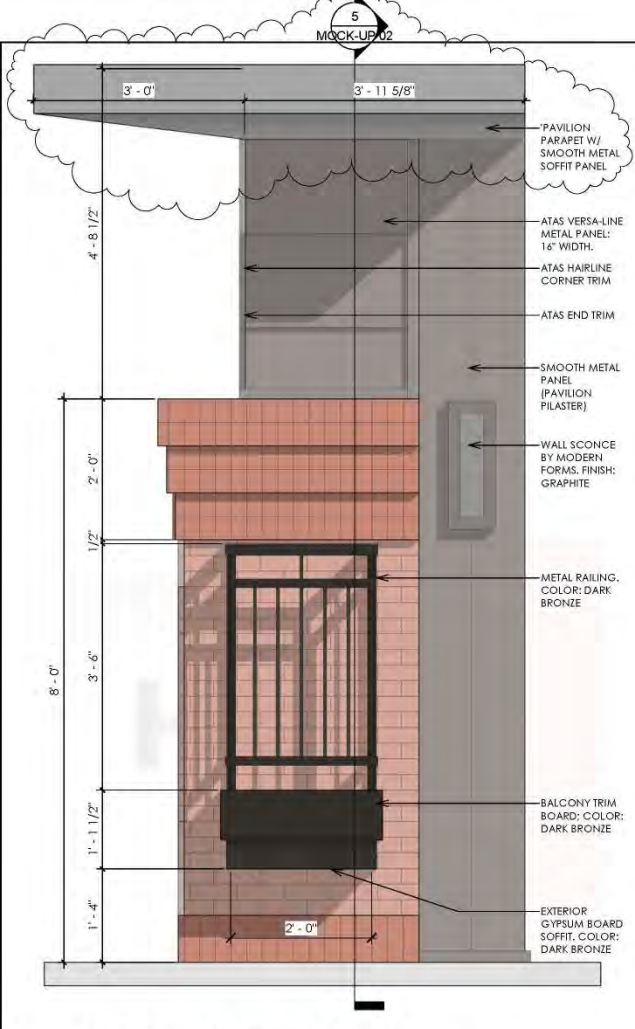 5
MOCK-UP 02
3' - 0"
3' - 11 5/8"
'PAVILION
PARAPET W/
SMOOTH METAL
SOFFIT PANEL
4' - 8 1/2"
ATAS VERSA-LINE
METAL PANEL:
16" WIDTH.
ATAS HAIRLINE
CORNER TRIM
ATAS END TRIM
SMOOTH METAL
PANEL
(PAVILION
PILASTER)
WALL SCONCE
BY MODERN
FORMS. FINISH:
GRAPHITE
2' - 0"
1/2"
METAL RAILING.
COLOR: DARK
BRONZE
8' - 0"
3' - 6"
BALCONY TRIM
BOARD; COLOR:
DARK BRONZE
1' - 1 1/2"
EXTERIOR
GYPSUM BOARD
SOFFIT. COLOR:
DARK BRONZE
1' - 4"
2' - 0"